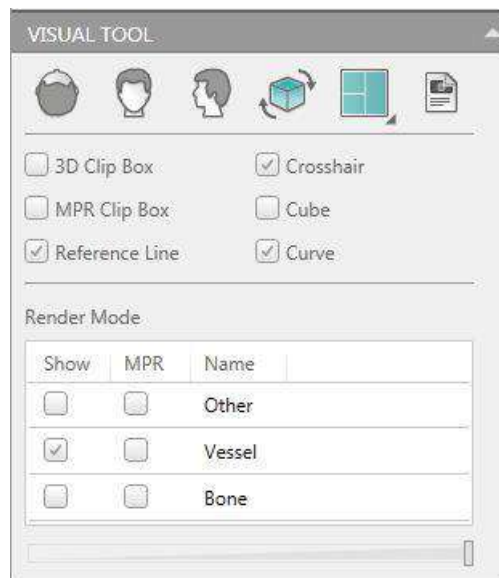 VISUAL TOOL
3D Clip Box Crosshair
MPR Clip Box Cube
Reference Line Curve
Render Mode
Show MPR Name
Other
Vessel
Bone